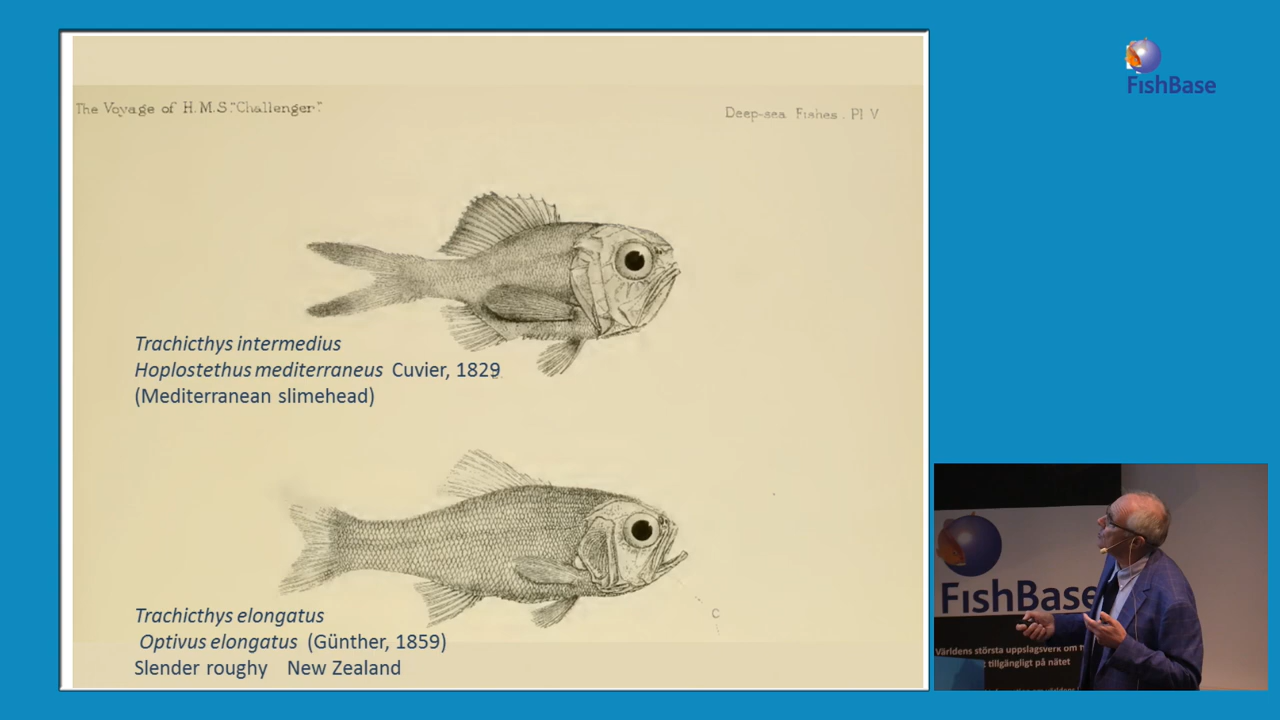 The Voyage of H.M.S. "Challenger".
Deep-sea Fishes. Pl V
FishBase
Trachicthys intermedius
Hoplostethus mediterraneus Cuvier, 1829
(Mediterranean slimehead)
Trachicthys elongatus
Optivus elongatus (Günther, 1859)
Slender roughy New Zealand
C
FishBase
Världens största uppslagsverk om
tillgängligt på nätet